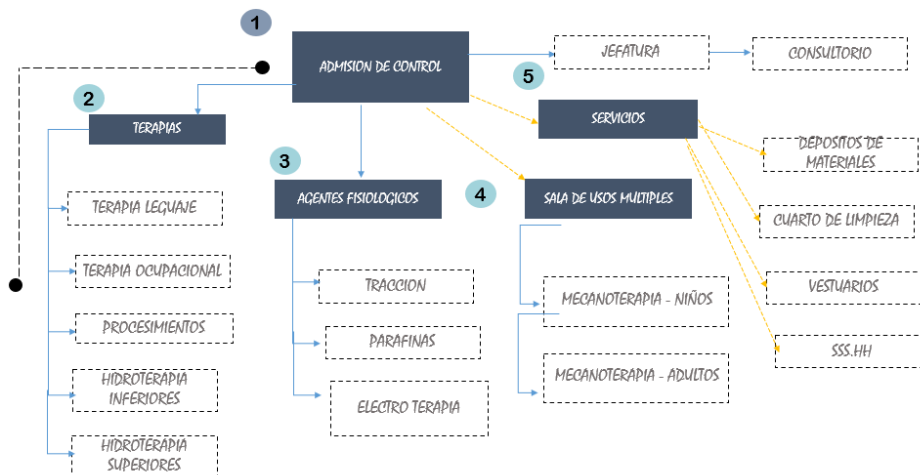 1
ADMISION DE CONTROL
JEFATURA
CONSULTORIO
2
TERAPIAS
TERAPIA LEGUAJE
TERAPIA OCUPACIONAL
PROCESIMIENTOS
HIDROTERAPIA
INFERIORES
HIDROTERAPIA
SUPERIORES
3
AGENTES FISIOLOGICOS
TRACCION
PARAFINAS
ELECTRO TERAPIA
4
SALA DE USOS MULTIPLES
MECANOTERAPIA - NIÑOS
MECANOTERAPIA - ADULTOS
5
SERVICIOS
DEPOSITOS DE
MATERIALES
CUARTO DE LIMPIEZA
VESTUARIOS
SSS.HH